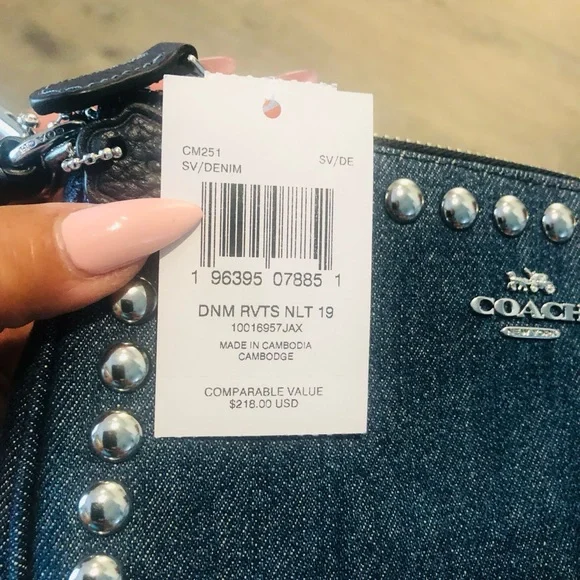 CM251
SV/DENIM SV/DE
1 96395 07885 1
DNM RVTS NLT 19
10016957JAX
MADE IN CAMBODIA
CAMBODGE
COMPARABLE VALUE
$218.00 USD
COACH